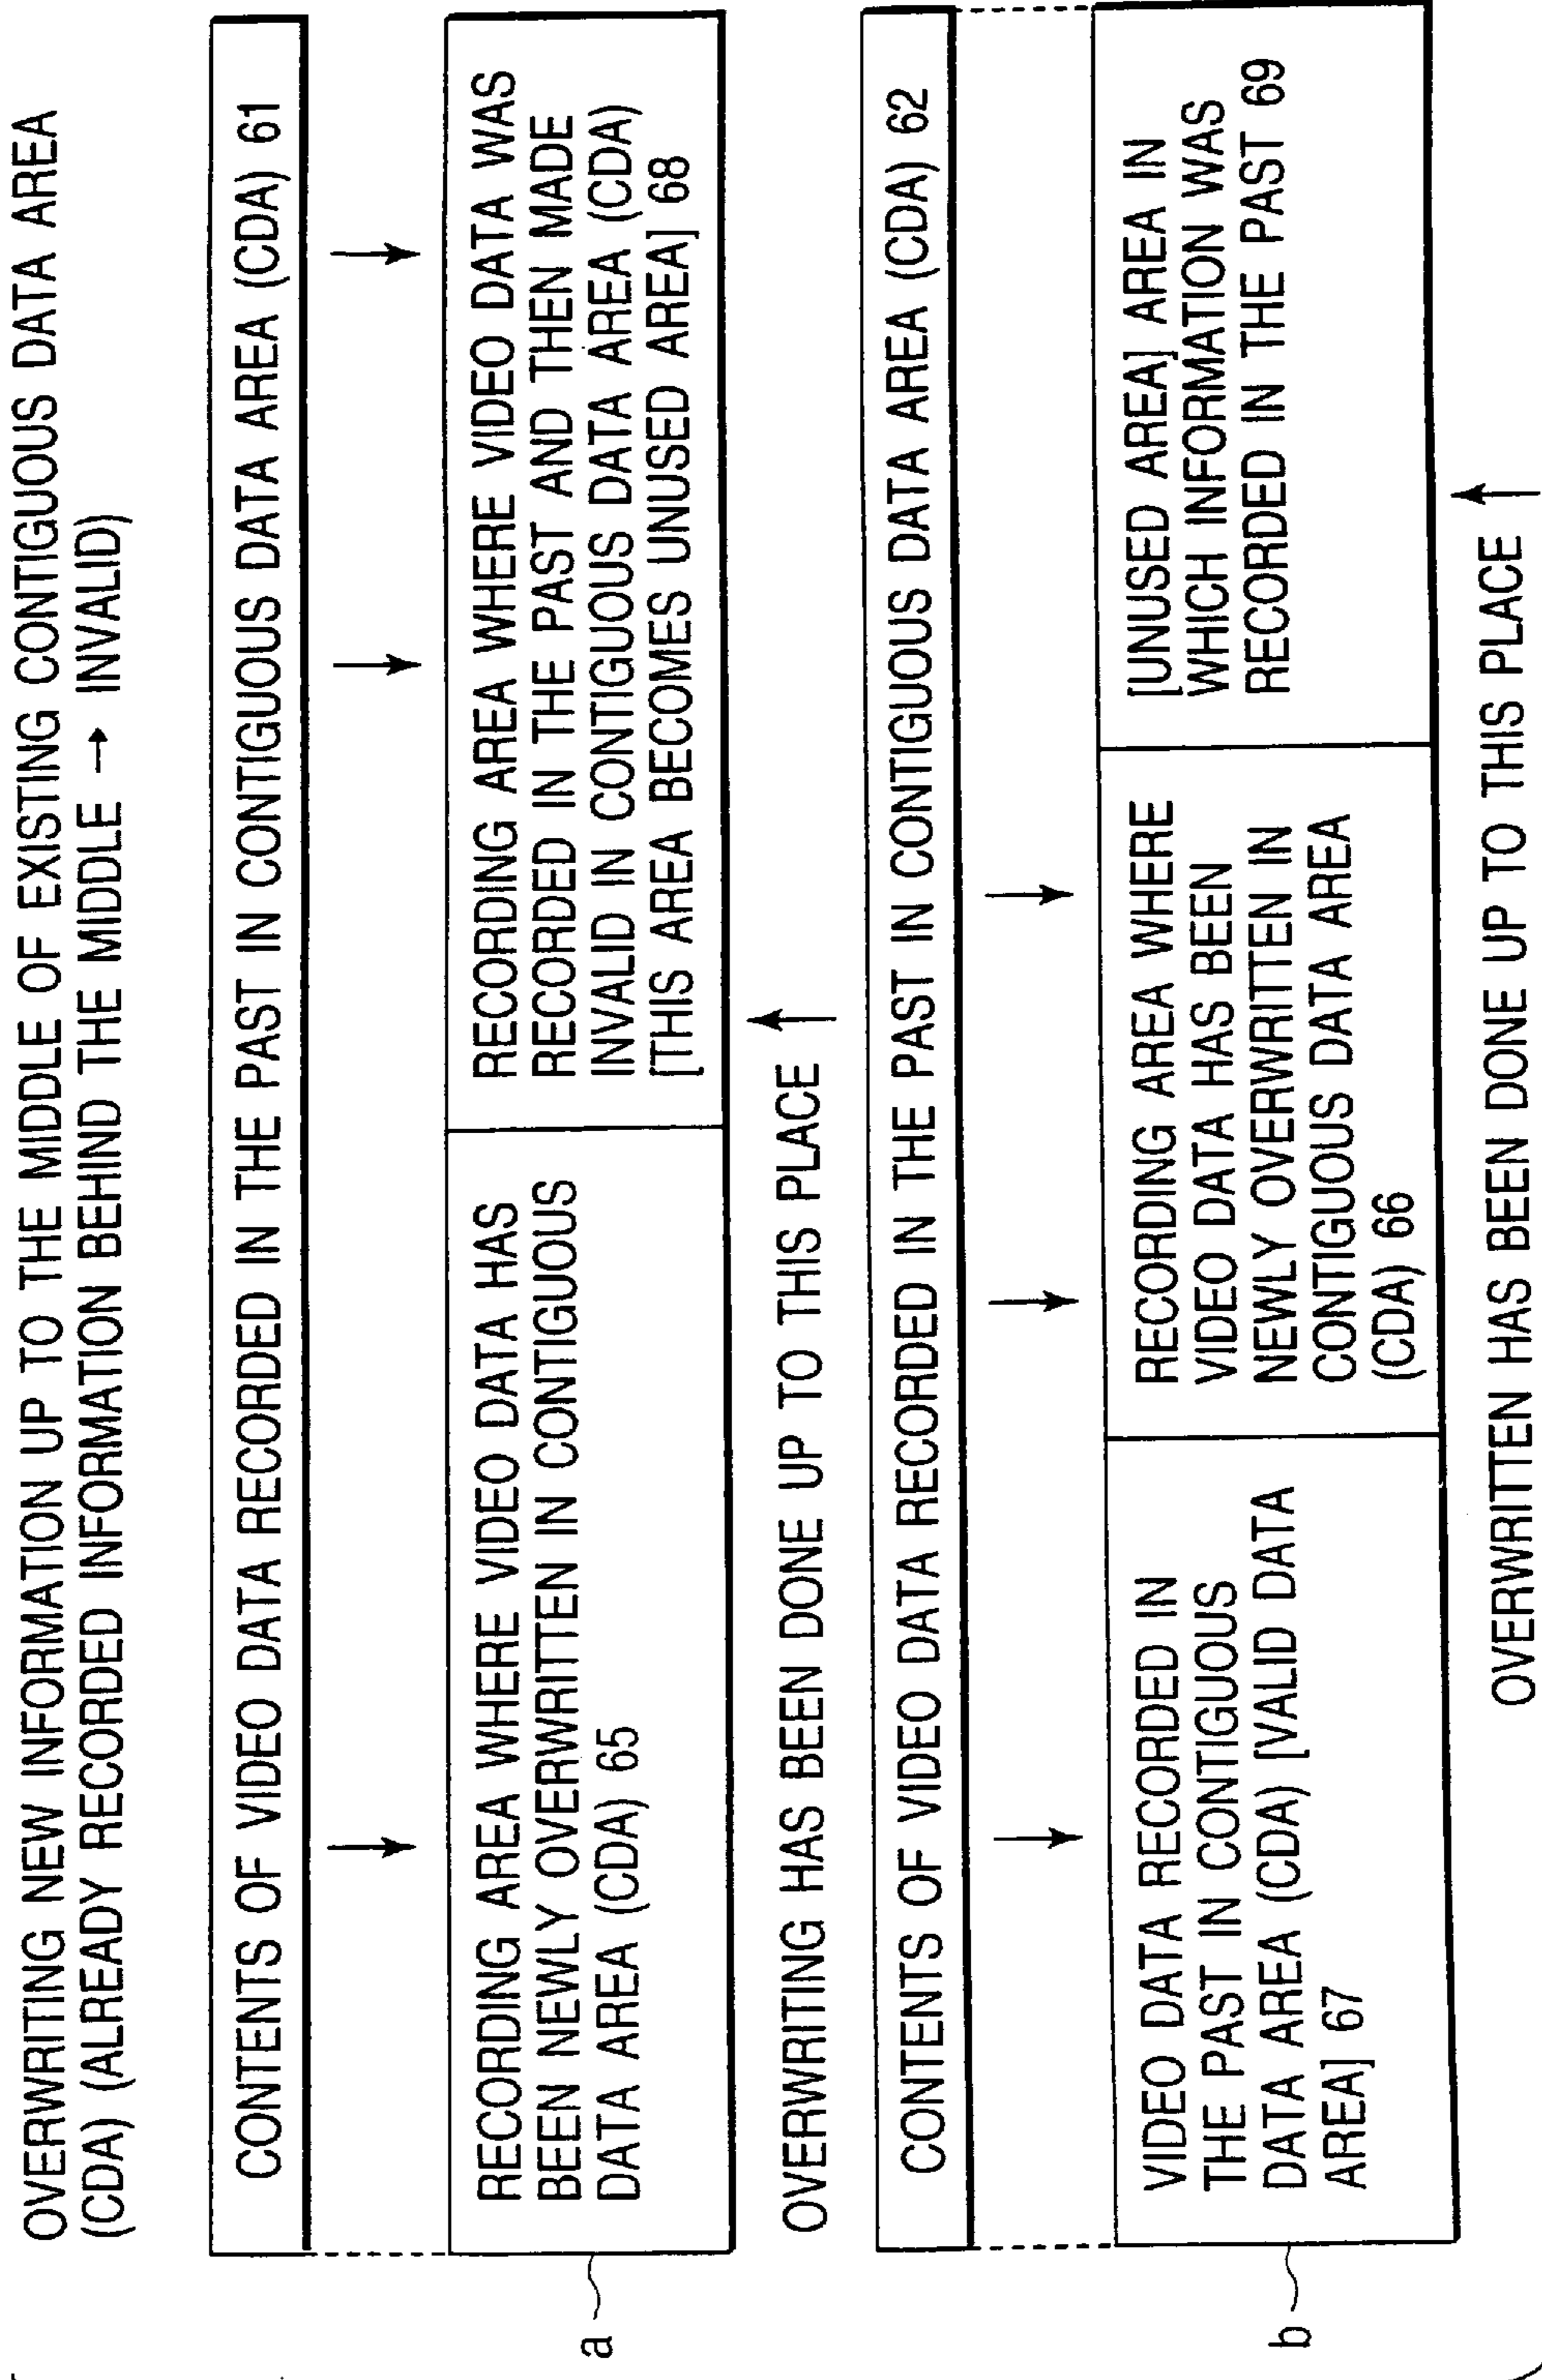 OVERWRITING NEW INFORMATION UP TO THE MIDDLE OF EXISTING CONTIGUOUS DATA AREA
(CDA) (ALREADY RECORDED INFORMATION BEHIND THE MIDDLE → INVALID)
CONTENTS OF VIDEO DATA RECORDED IN THE PAST IN CONTIGUOUS DATA AREA (CDA) 61
a
RECORDING AREA WHERE VIDEO DATA HAS
BEEN NEWLY OVERWRITTEN IN CONTIGUOUS
DATA AREA (CDA) 65
RECORDING AREA WHERE VIDEO DATA WAS
RECORDED IN THE PAST AND THEN MADE
INVALID IN CONTIGUOUS DATA AREA (CDA)
[THIS AREA BECOMES UNUSED AREA] 68
OVERWRITING HAS BEEN DONE UP TO THIS PLACE
CONTENTS OF VIDEO DATA RECORDED IN THE PAST IN CONTIGUOUS DATA AREA (CDA) 62
b
VIDEO DATA RECORDED IN
THE PAST IN CONTIGUOUS
DATA AREA (CDA) [VALID DATA
AREA] 67
RECORDING AREA WHERE
VIDEO DATA HAS BEEN
NEWLY OVERWRITTEN IN
CONTIGUOUS DATA AREA
(CDA) 66
[UNUSED AREA] AREA IN
WHICH INFORMATION WAS
RECORDED IN THE PAST 69
OVERWRITTEN HAS BEEN DONE UP TO THIS PLACE